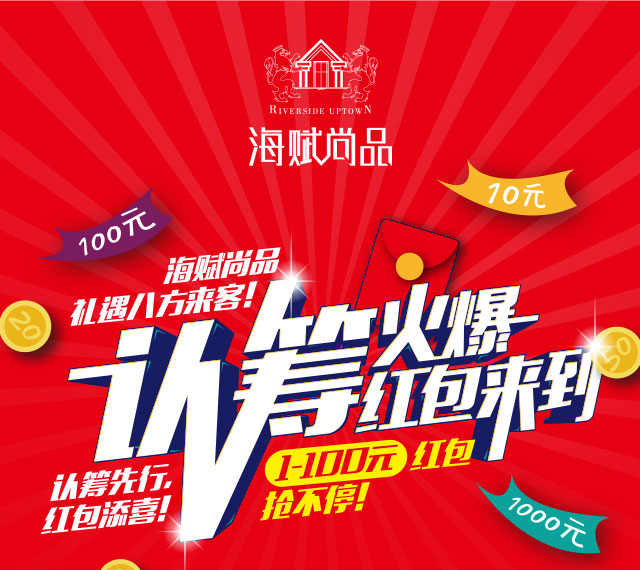 RIVERSIDE UPTOWN
海赋尚品
10元
100元
海赋尚品
礼遇八方来客!
20
认筹火爆
红包来到
50
认筹先行,
红包添喜!
1-100元红包
抢不停!
1000元